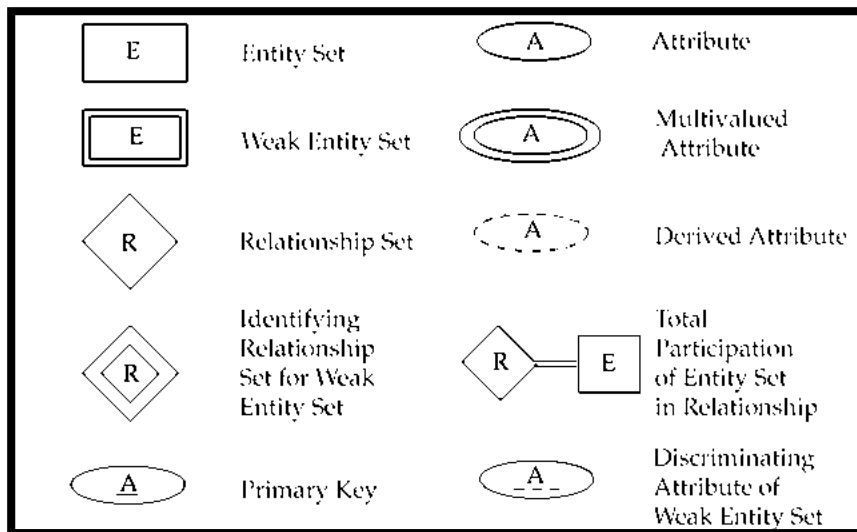 E Entity Set A Attribute
E Weak Entity Set A Multivalued
Attribute
R Relationship Set A Derived Attribute
R Identifying
Relationship
Set for Weak
Entity Set
R E Total
Participation
of Entity Set
in Relationship
A Primary Key
A Discriminating
Attribute of
Weak Entity Set